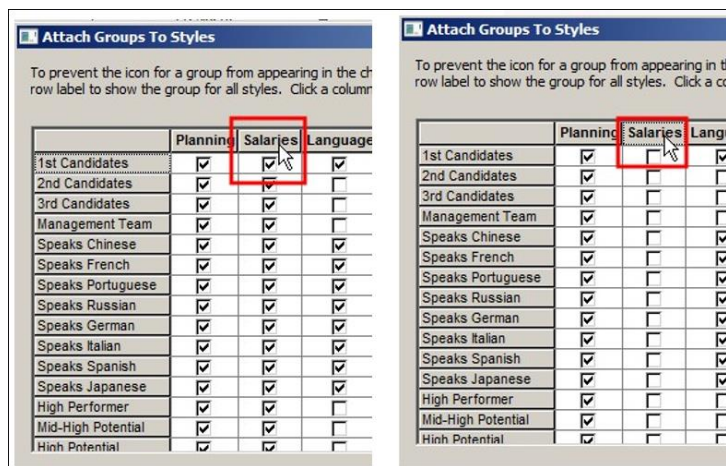 Attach Groups To Styles
To prevent the icon for a group from appearing in the ch
row label to show the group for all styles. Click a column
Planning Salaries Language
1st Candidates
2nd Candidates
3rd Candidates
Management Team
Speaks Chinese
Speaks French
Speaks Portuguese
Speaks Russian
Speaks German
Speaks Italian
Speaks Spanish
Speaks Japanese
High Performer
Mid-High Potential
High Potential
Attach Groups To Styles
To prevent the icon for a group from appearing in t
row label to show the group for all styles. Click a co
Planning Salaries Langu
1st Candidates
2nd Candidates
3rd Candidates
Management Team
Speaks Chinese
Speaks French
Speaks Portuguese
Speaks Russian
Speaks German
Speaks Italian
Speaks Spanish
Speaks Japanese
High Performer
Mid-High Potential
High Potential